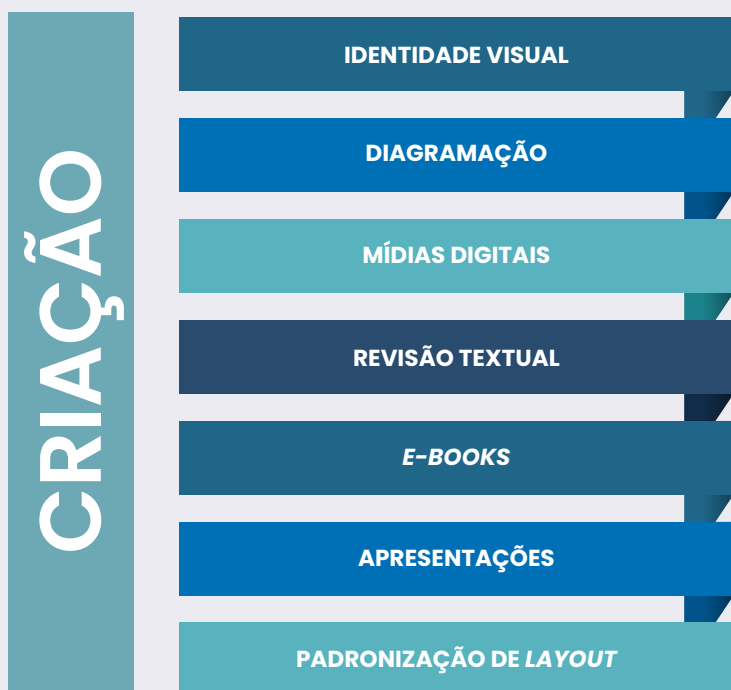 CRIAÇÃO
IDENTIDADE VISUAL
DIAGRAMAÇÃO
MÍDIAS DIGITAIS
REVISÃO TEXTUAL
E-BOOKS
APRESENTAÇÕES
PADRONIZAÇÃO DE LAYOUT